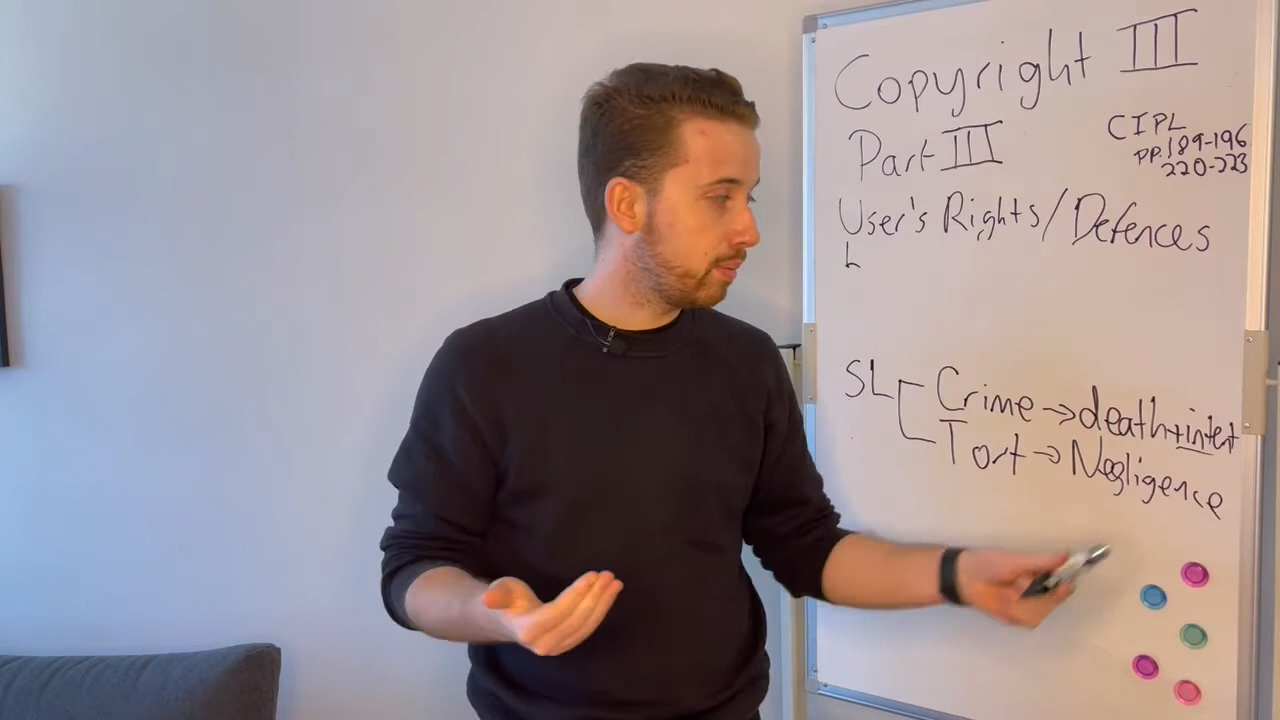 Copyright III
Part III
CIPL
pp.189-196
220-223
User's Rights/Defences
L
SL
Crime → death+intent
Tort → Negligence